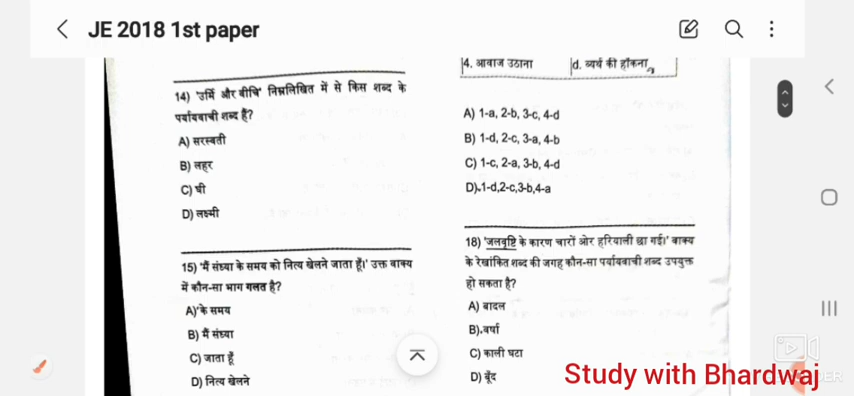 JE 2018 1st paper
14) 'उर्मि और वीचि' निम्नलिखित में से किस शब्द के
पर्यायवाची शब्द हैं?
A) सरस्वती
B) लहर
C) घी
D) लक्ष्मी
15) 'मैं संध्या के समय को नित्य खेलने जाता हूँ।' उक्त वाक्य
में कौन-सा भाग गलत है?
A) के समय
B) मैं संध्या
C) जाता हूँ
D) नित्य खेलने
4. आवाज उठाना
d. व्यर्थ की हाँकना
A) 1-a, 2-b, 3-c, 4-d
B) 1-d, 2-c, 3-a, 4-b
C) 1-c, 2-a, 3-b, 4-d
D) 1-d,2-c,3-b,4-a
18) 'जलवृष्टि के कारण चारों ओर हरियाली छा गई।' वाक्य
के रेखांकित शब्द की जगह कौन-सा पर्यायवाची शब्द उपयुक्त
हो सकता है?
A) बादल
B) वर्षा
C) काली घटा
D) बूँद
Study with Bhardwaj